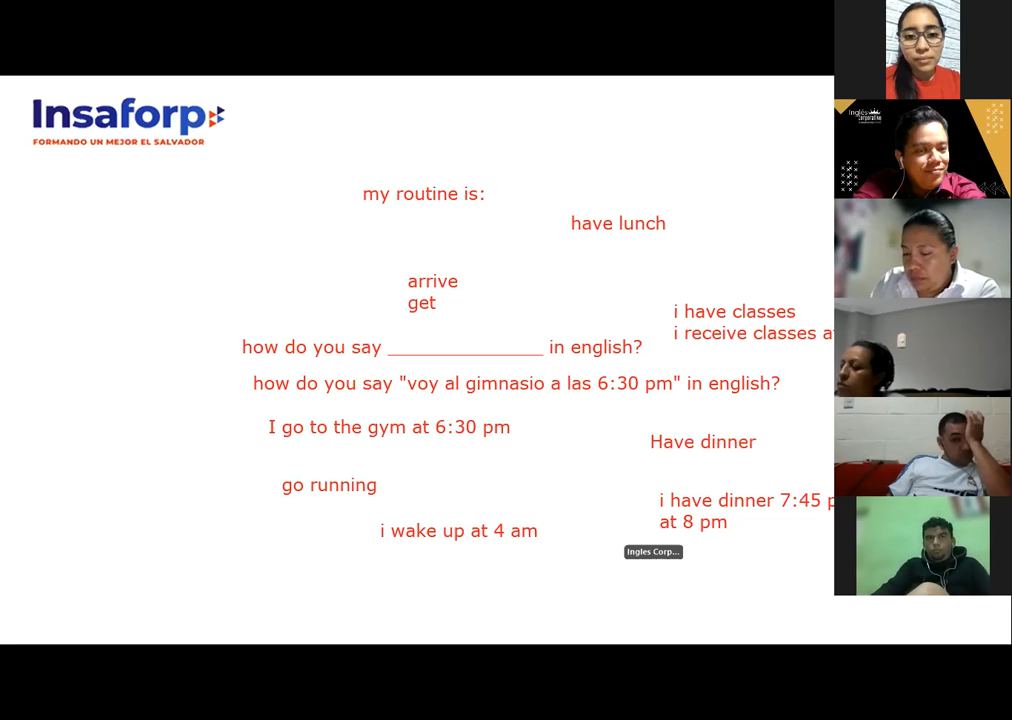 Insaforp
FORMANDO UN MEJOR EL SALVADOR
my routine is:
have lunch
arrive
get
i have classes
i receive classes a
how do you say ________________ in english?
how do you say "voy al gimnasio a las 6:30 pm" in english?
I go to the gym at 6:30 pm
Have dinner
go running
i have dinner 7:45 p
at 8 pm
i wake up at 4 am
Ingles Corp...
Inglés
corporativo